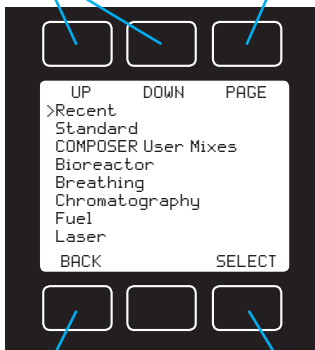 UP DOWN PAGE
>Recent
Standard
COMPOSER User Mixes
Bioreactor
Breathing
Chromatography
Fuel
Laser
BACK SELECT